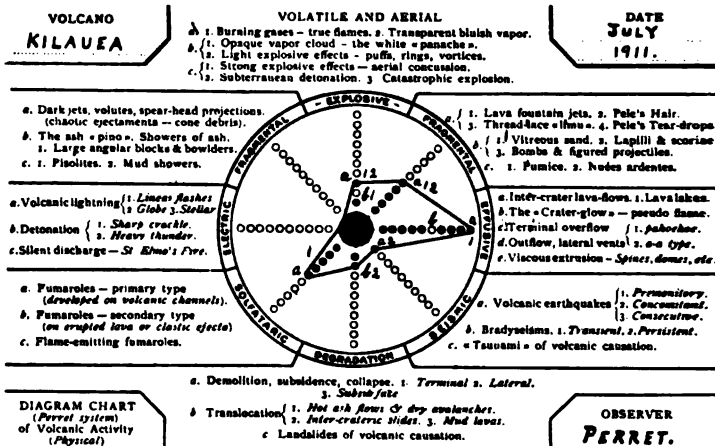 VOLCANO
KILAUEA
VOLATILE AND AERIAL
a. 1. Burning gases – true flames. 2. Transparent bluish vapor.
b. 1. Opaque vapor cloud - the white «panache».
2. Light explosive effects - puffs, rings, vortices.
c. 1. Strong explosive effects – aerial concussion.
2. Subterranean detonation. 3 Catastrophic explosion.
DATE
JULY
1911.
a. Dark jets, volutes, spear-head projections.
(chaotic ejectamenta – cone debris).
b. The ash «pino». Showers of ash.
1. Large angular blocks & bowlders.
c. 1. Pisolites. 2. Mud showers.
1. Lava fountain jets. 2. Pele's Hair.
3. Thread-lace «limu». 4. Pele's Tear-drops
b. 1. Vitreous sand. 2. Lapilli & scoriae
3. Bombs & figured projectiles.
c. 1. Pumice. 2. Nudes ardentes.
a. Volcanic lightning 1. Linear flashes
2 Globe 3. Stellar
b. Detonation 1. Sharp crackle.
2. Heavy thunder.
c. Silent discharge – St Elmo's Fire.
a. Inter-crater lava-flows. 1. Lava lakes.
b. The «Crater-glow» – pseudo flame.
c. Terminal overflow 1. pahoehoe.
d. Outflow, lateral vents 2. a-a type.
e. Viscous extrusion – Spines, domes, etc.
a. Fumaroles – primary type
(developed on volcanic channels).
b. Fumaroles – secondary type
(on erupted lava or clastic ejecta)
c. Flame-emitting fumaroles.
a. Volcanic earthquakes 1. Premonitory.
2. Concomitant.
3. Consecutive.
b. Bradyseisms. 1. Transient. 2. Persistent.
c. «Tsunami» of volcanic causation.
EXPLOSIVE
FRAGMENTAL
FRAGMENTAL
ELECTRIC
EFFUSIVE
SOLFATARIC
SEISMIC
DEGRADATION
a 12
b 1
a 12
b
a
1
a 2
b 2
1
a
a. Demolition, subsidence, collapse. 1. Terminal 2. Lateral.
3. Subsurface
b Translocation 1. Hot ash flows & dry avalanches.
2. Inter-crateric slides. 3. Mud lavas.
c Landslides of volcanic causation.
DIAGRAM CHART
(Perret system)
of Volcanic Activity
(Physical)
OBSERVER
PERRET.